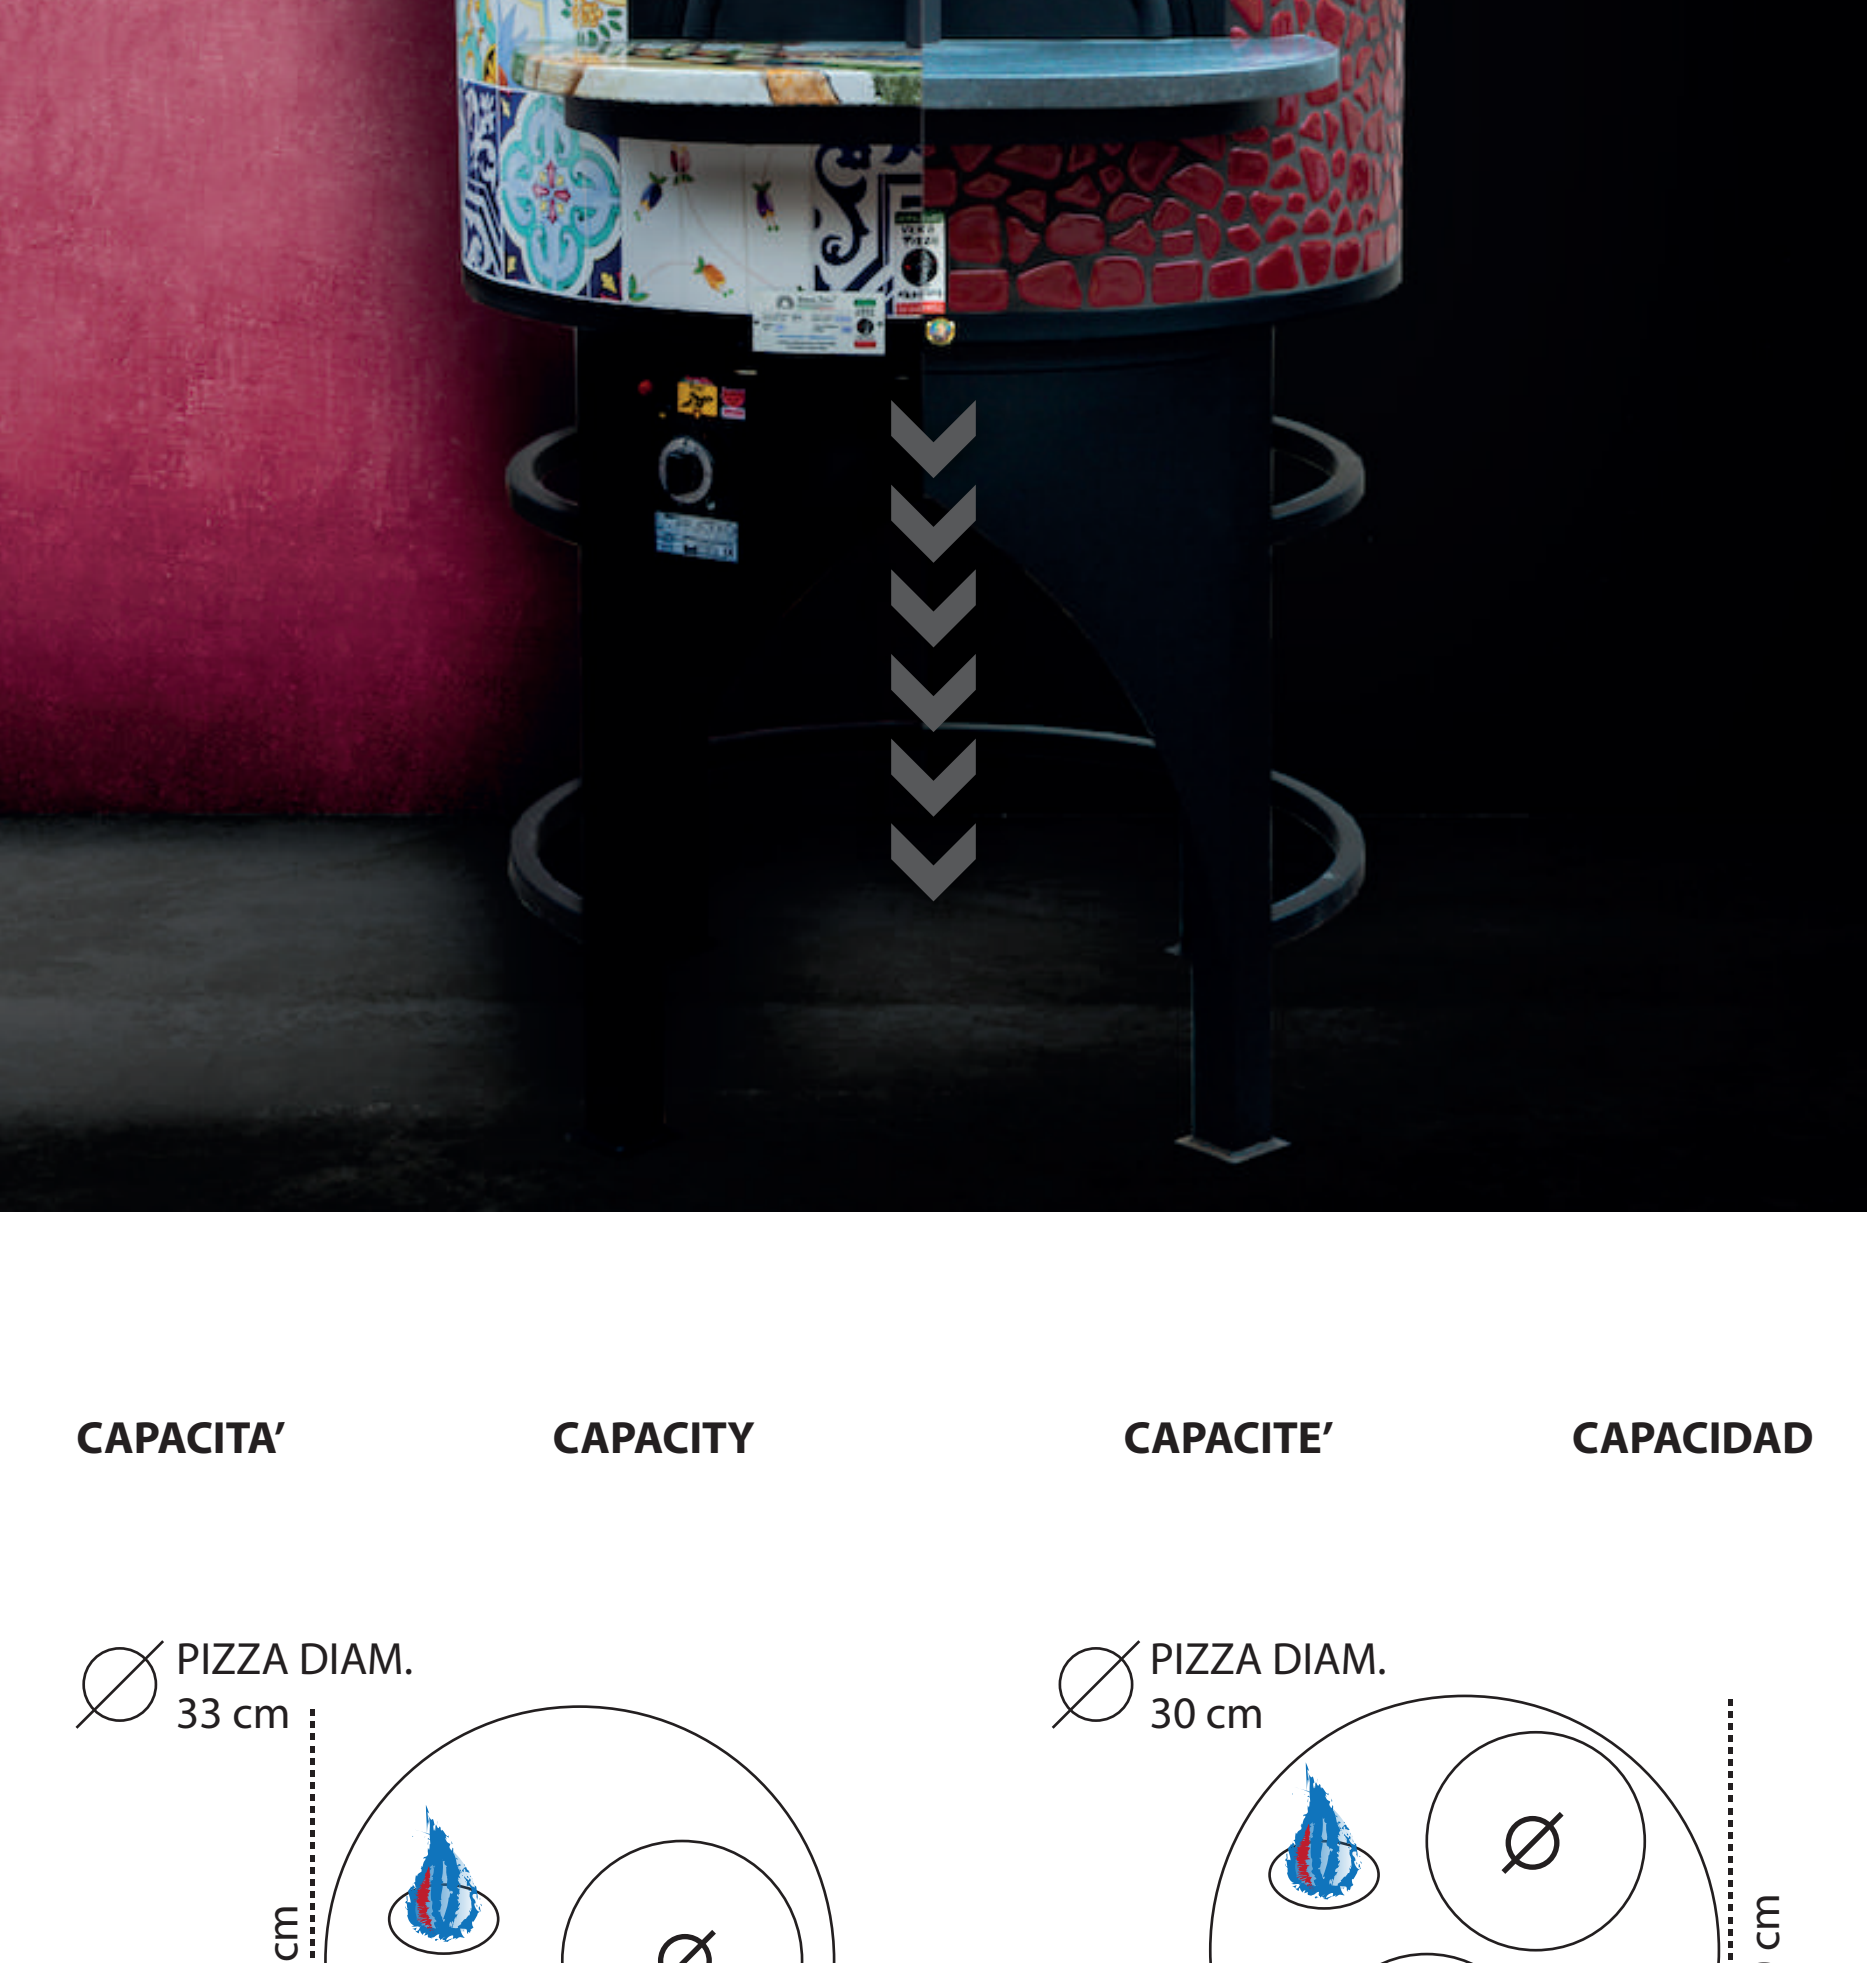 CAPACITA’ CAPACITY CAPACITE’ CAPACIDAD
PIZZA DIAM.
33 cm
PIZZA DIAM.
30 cm
cm
cm